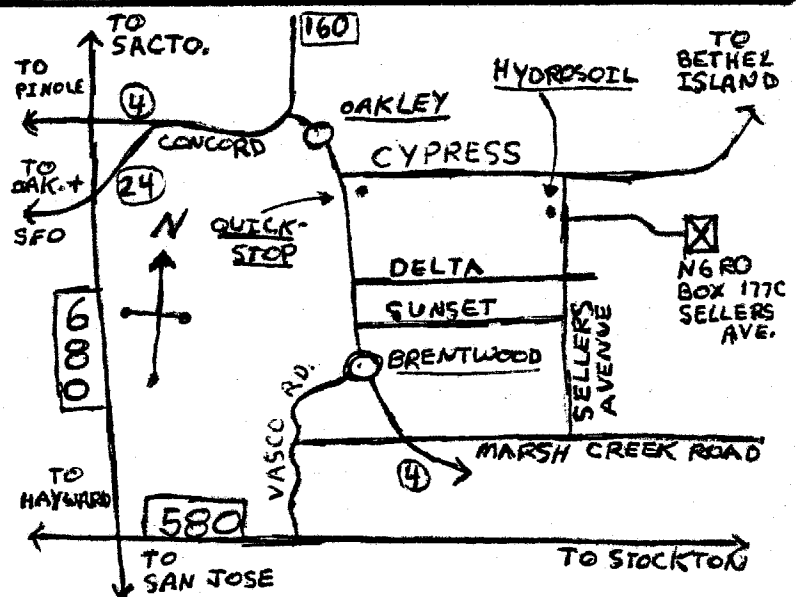 TO
SACTO.
160
TO
PINOLE
4
OAKLEY
HYDROSOIL
TO
BETHEL
ISLAND
CONCORD
CYPRESS
TO
OAK. +
SFO
24
N
QUICK-
STOP
N6RO
BOX 177C
SELLERS
AVE.
DELTA
SUNSET
680
BRENTWOOD
SELLERS
AVENUE
VASCO RD.
MARSH CREEK ROAD
4
TO
HAYWARD
580
TO
SAN JOSE
TO STOCKTON